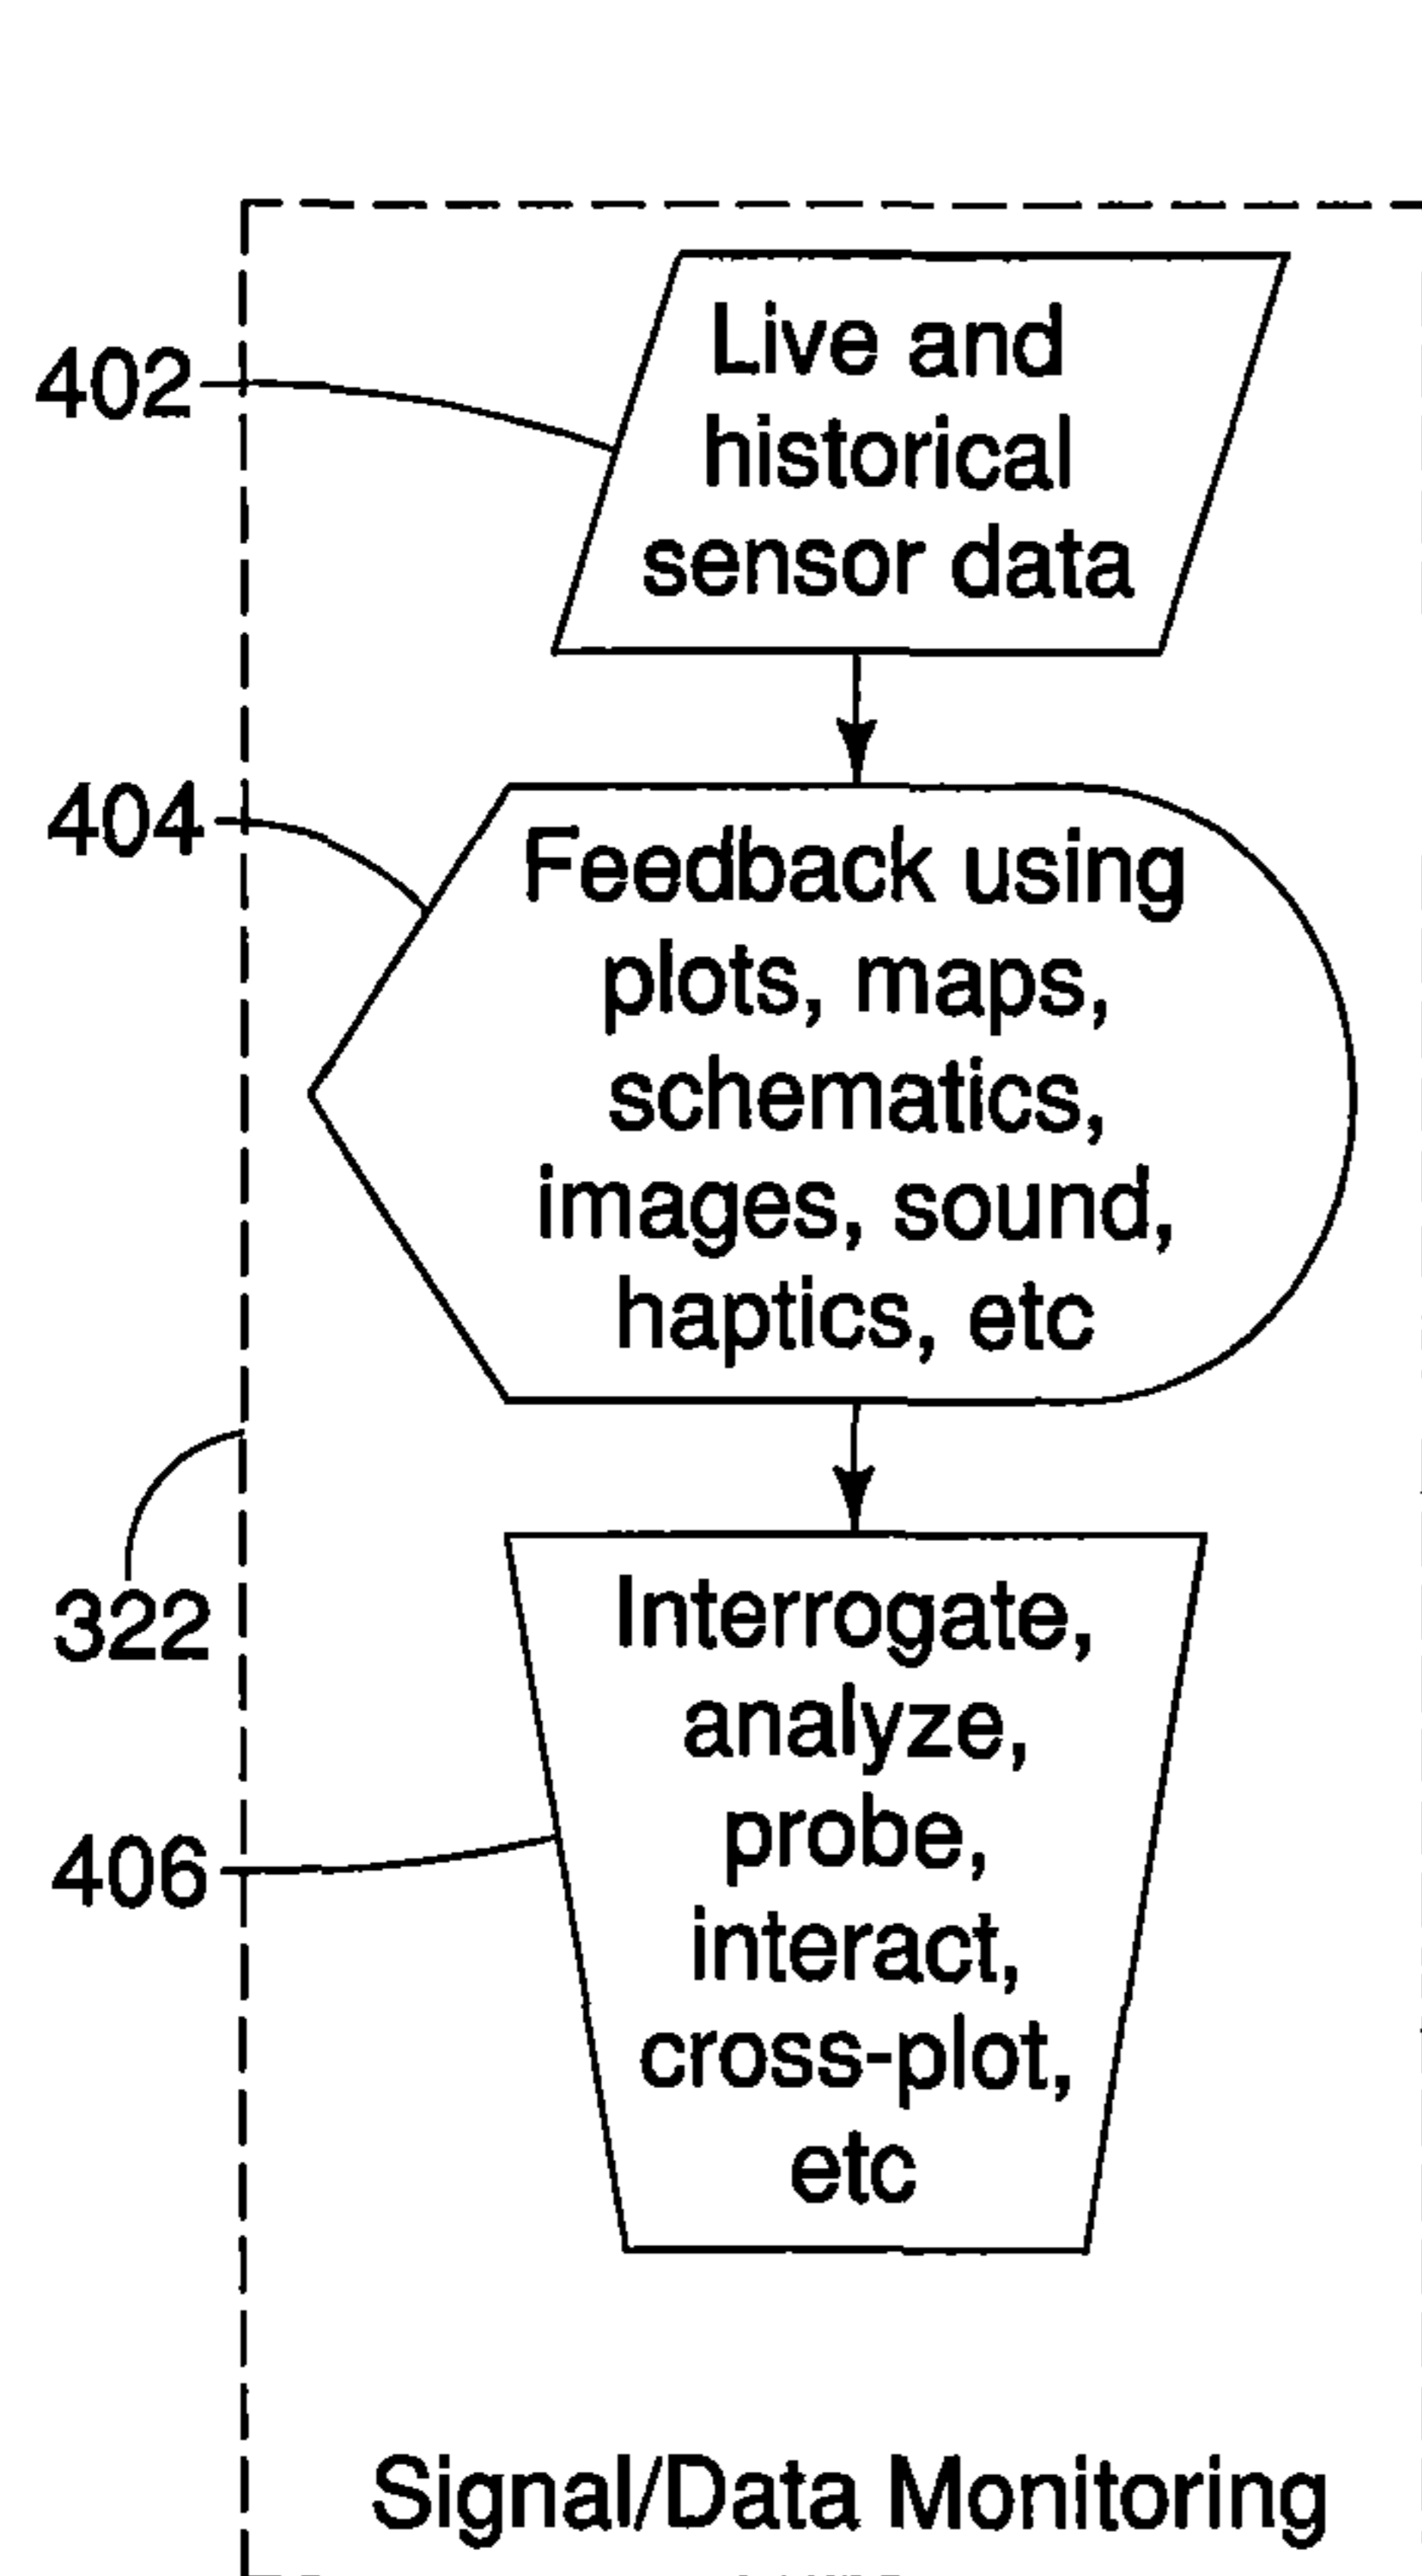 402
Live and
historical
sensor data
404
Feedback using
plots, maps,
schematics,
images, sound,
haptics, etc
322
406
Interrogate,
analyze,
probe,
interact,
cross-plot,
etc
Signal/Data Monitoring